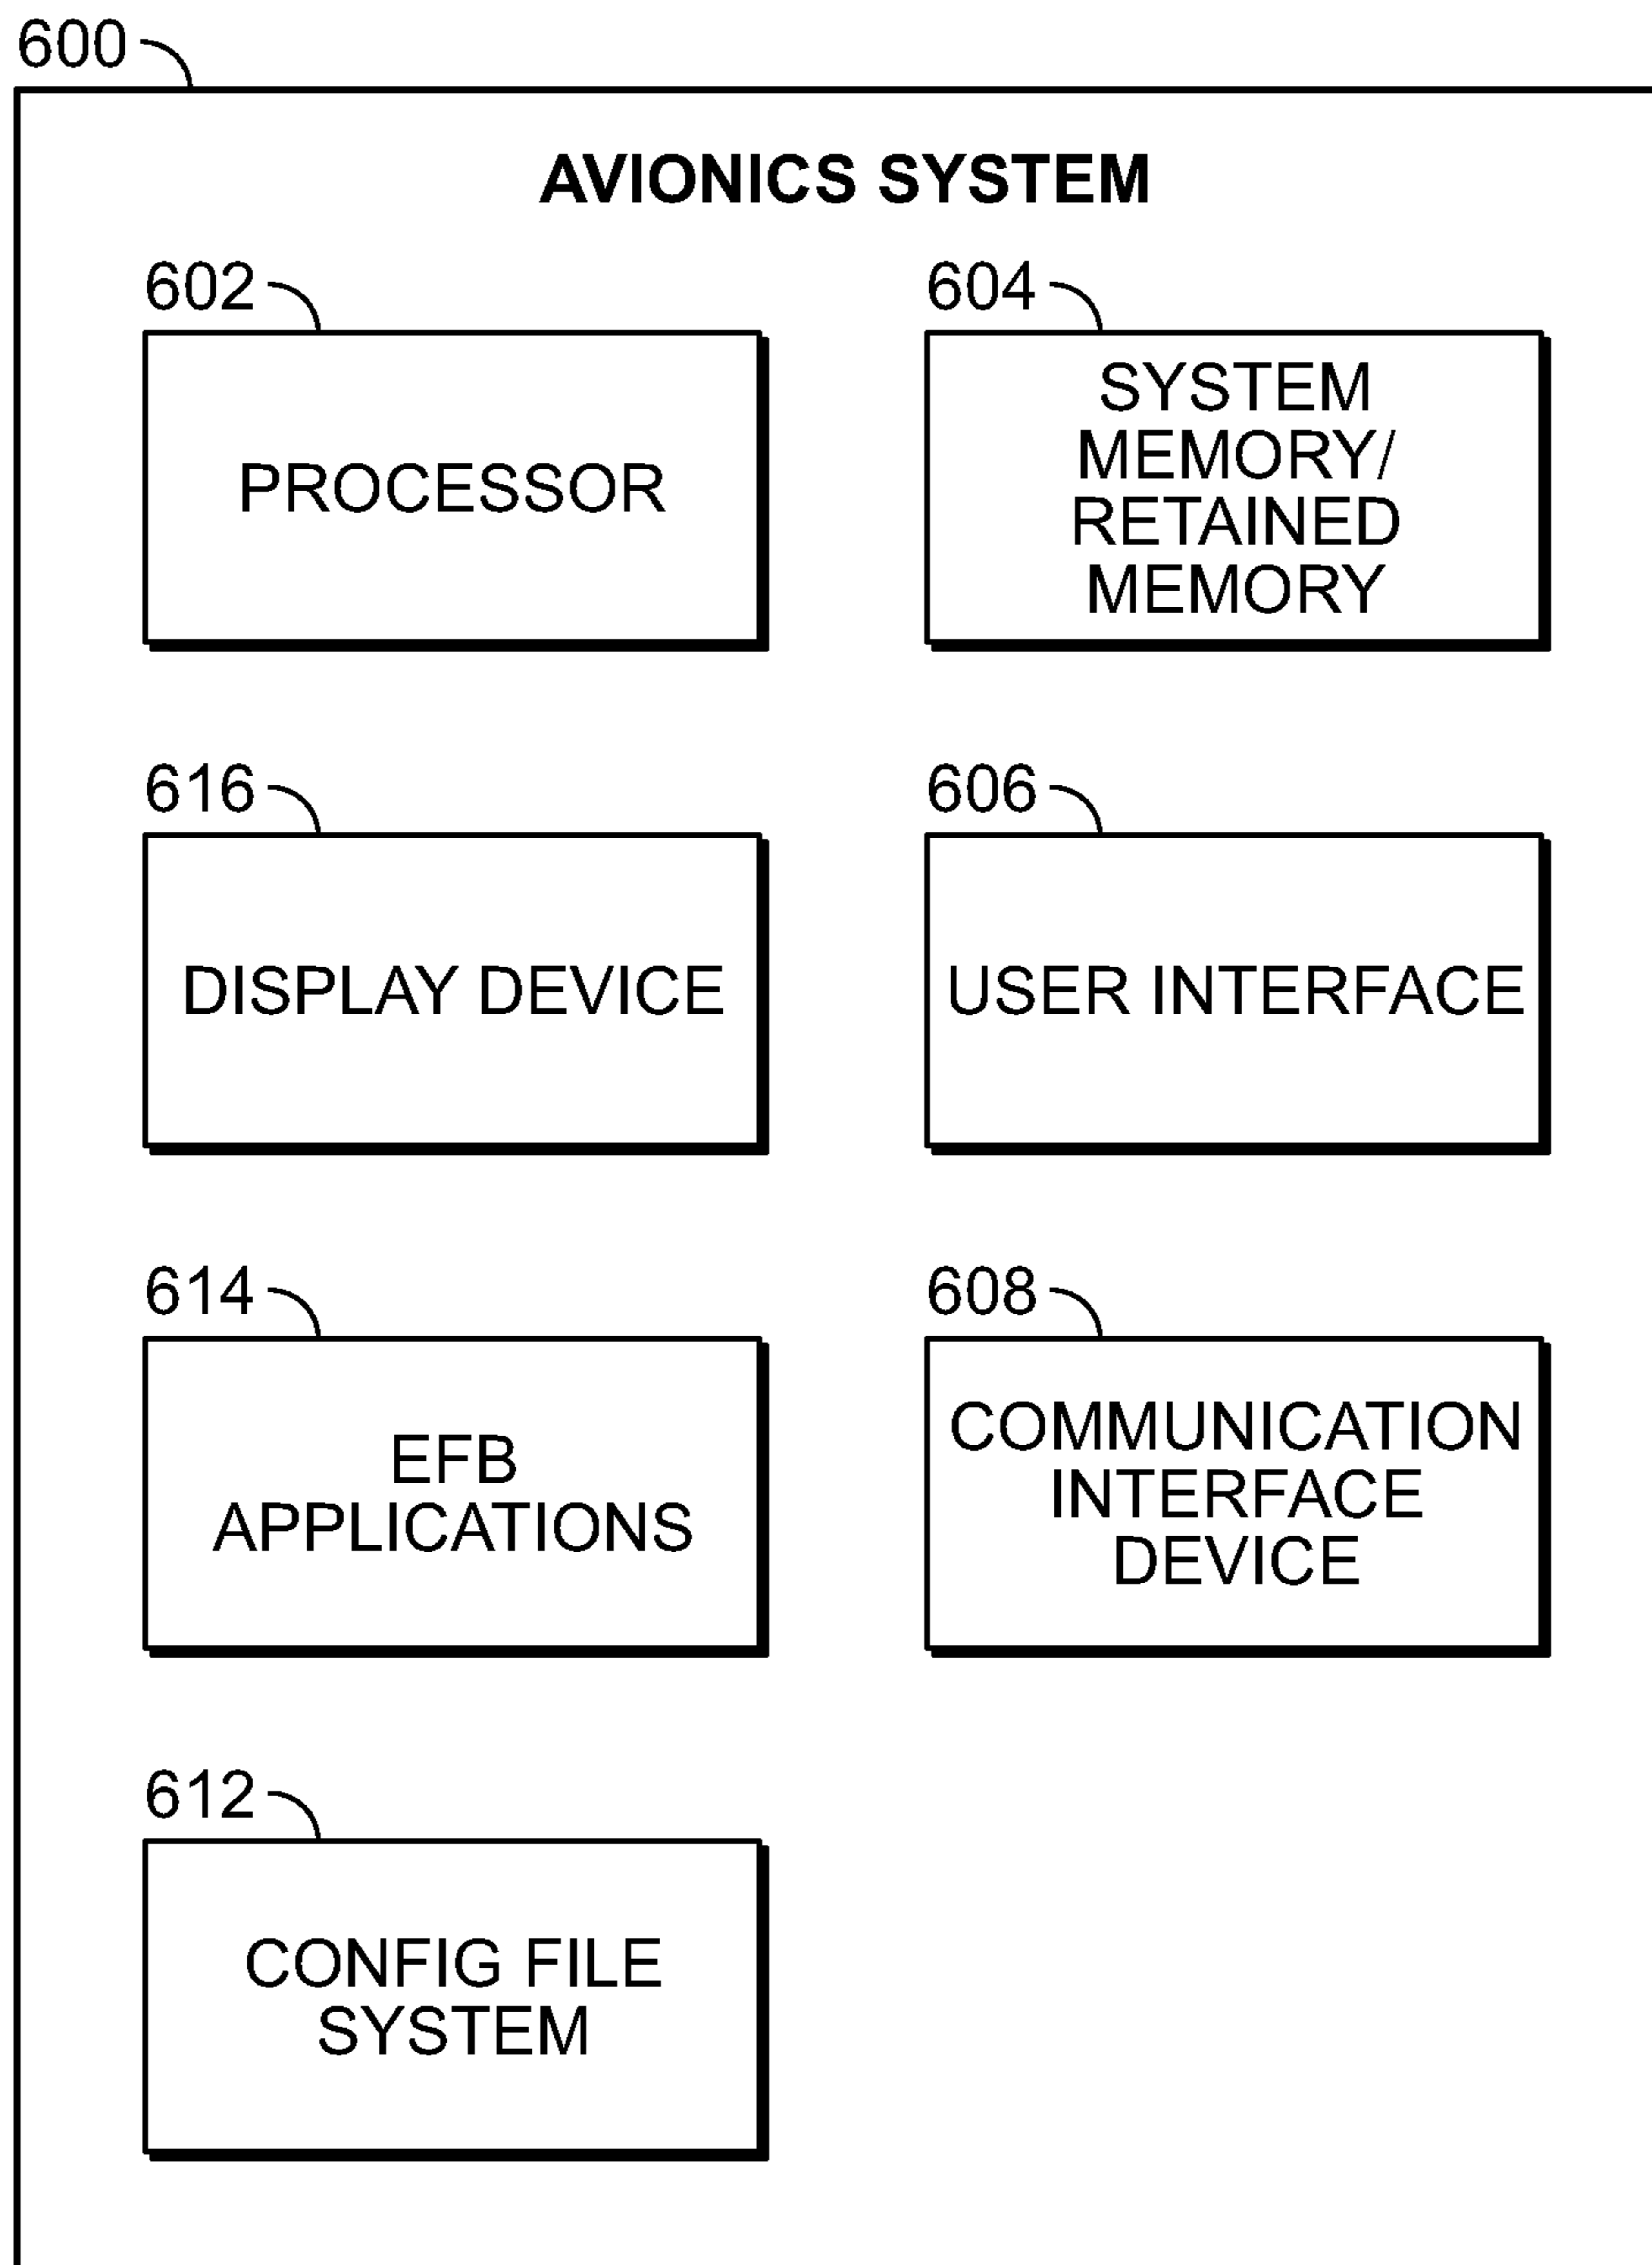 600
AVIONICS SYSTEM
602
PROCESSOR
604
SYSTEM
MEMORY/
RETAINED
MEMORY
616
DISPLAY DEVICE
606
USER INTERFACE
614
EFB
APPLICATIONS
608
COMMUNICATION
INTERFACE
DEVICE
612
CONFIG FILE
SYSTEM